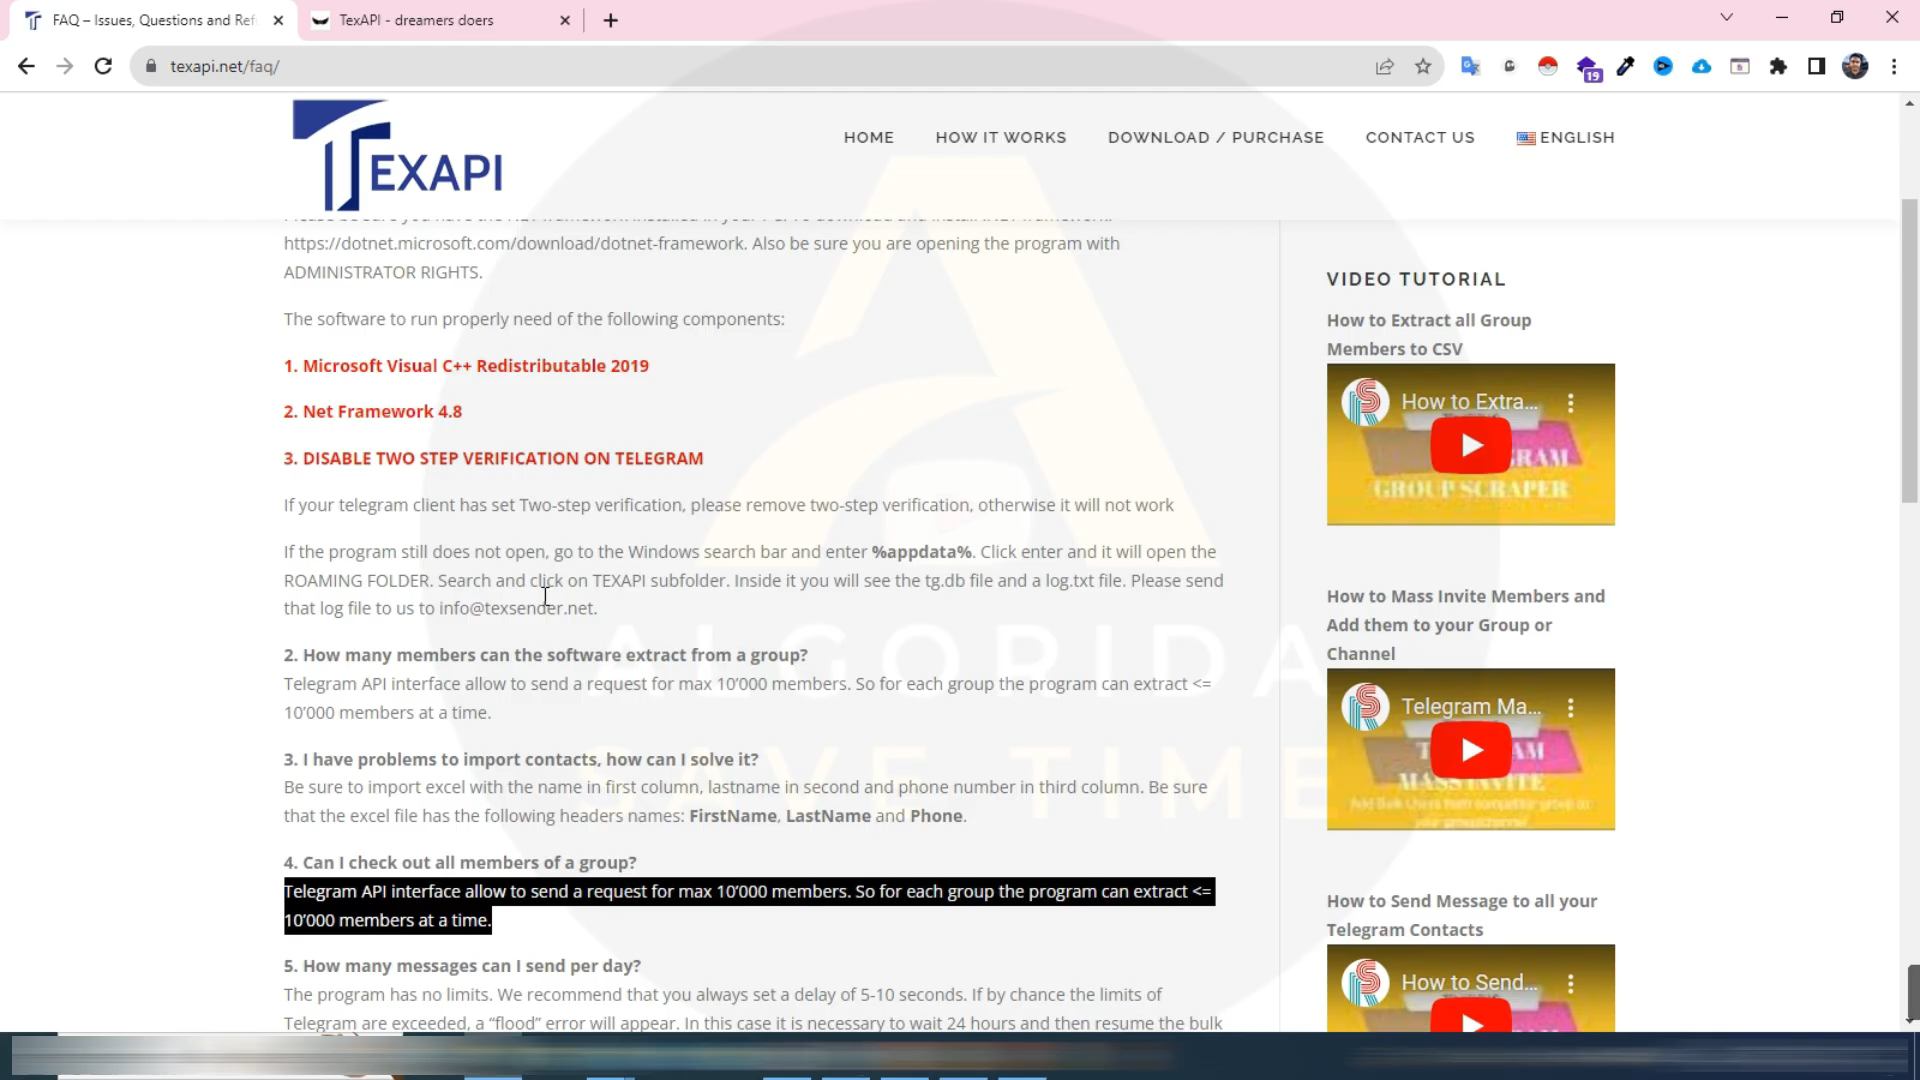 FAQ – Issues, Questions and Ref
TexAPI - dreamers doers
texapi.net/faq/
19
TEXAPI
HOME
HOW IT WORKS
DOWNLOAD / PURCHASE
CONTACT US
ENGLISH
https://dotnet.microsoft.com/download/dotnet-framework. Also be sure you are opening the program with
ADMINISTRATOR RIGHTS.
The software to run properly need of the following components:
1. Microsoft Visual C++ Redistributable 2019
2. Net Framework 4.8
3. DISABLE TWO STEP VERIFICATION ON TELEGRAM
If your telegram client has set Two-step verification, please remove two-step verification, otherwise it will not work
If the program still does not open, go to the Windows search bar and enter %appdata%. Click enter and it will open the
ROAMING FOLDER. Search and click on TEXAPI subfolder. Inside it you will see the tg.db file and a log.txt file. Please send
that log file to us to info@texsender.net.
2. How many members can the software extract from a group?
Telegram API interface allow to send a request for max 10’000 members. So for each group the program can extract <=
10’000 members at a time.
3. I have problems to import contacts, how can I solve it?
Be sure to import excel with the name in first column, lastname in second and phone number in third column. Be sure
that the excel file has the following headers names: FirstName, LastName and Phone.
4. Can I check out all members of a group?
Telegram API interface allow to send a request for max 10’000 members. So for each group the program can extract <=
10’000 members at a time.
5. How many messages can I send per day?
The program has no limits. We recommend that you always set a delay of 5-10 seconds. If by chance the limits of
Telegram are exceeded, a “flood” error will appear. In this case it is necessary to wait 24 hours and then resume the bulk
VIDEO TUTORIAL
How to Extract all Group
Members to CSV
How to Extra...
GROUP SCRAPER
How to Mass Invite Members and
Add them to your Group or
Channel
Telegram Ma...
MASS INVITE
How to Send Message to all your
Telegram Contacts
How to Send...
ALGORIDA
SAVE TIME